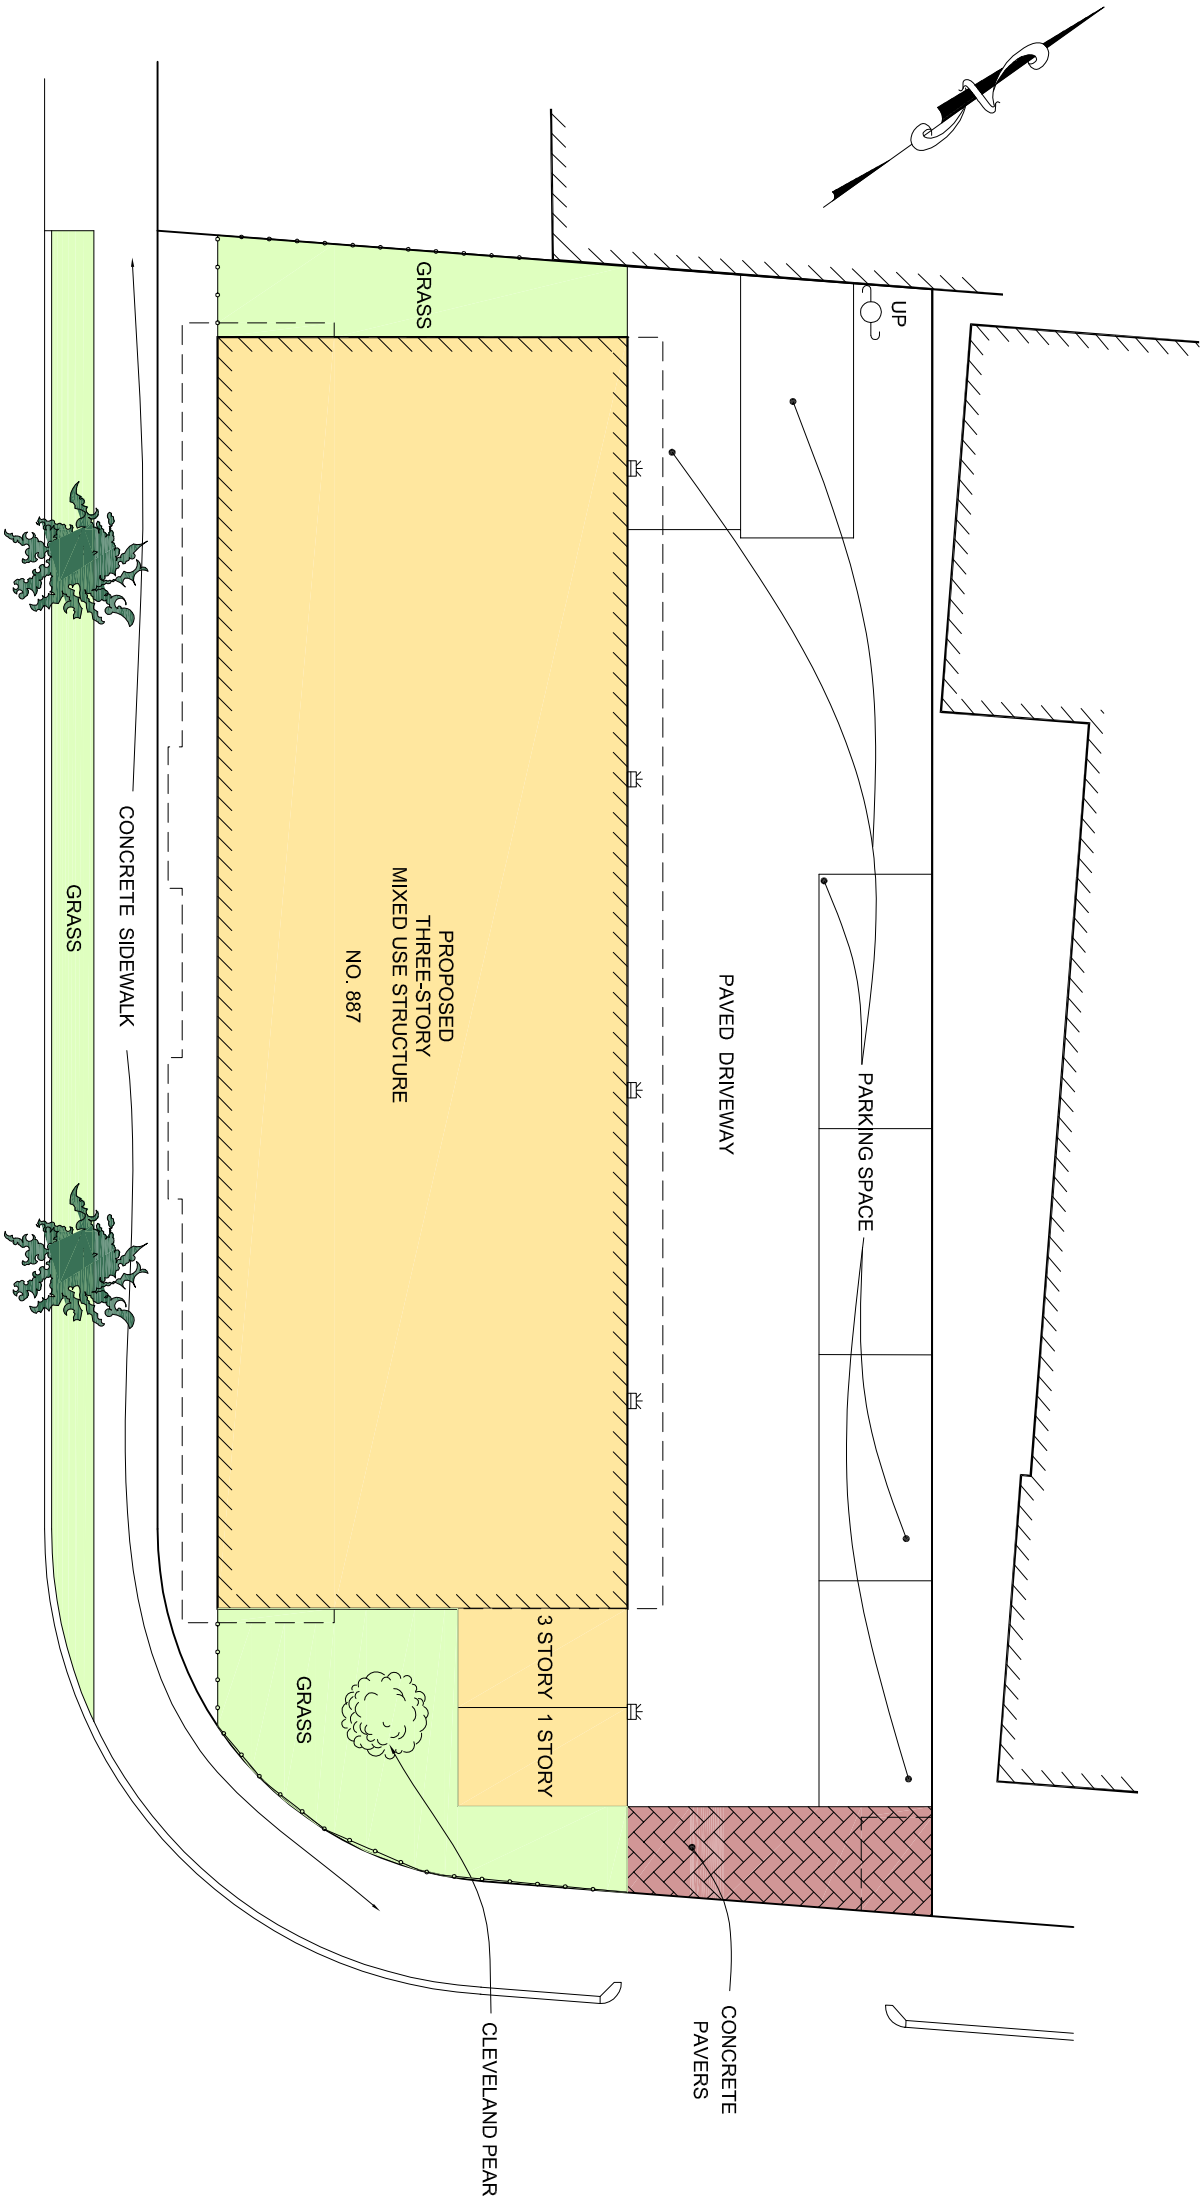 UP
GRASS
PARKING SPACE
PAVED DRIVEWAY
PROPOSED
THREE-STORY
MIXED USE STRUCTURE
NO. 887
CONCRETE SIDEWALK
GRASS
3 STORY
1 STORY
GRASS
CONCRETE
PAVERS
CLEVELAND PEAR
N